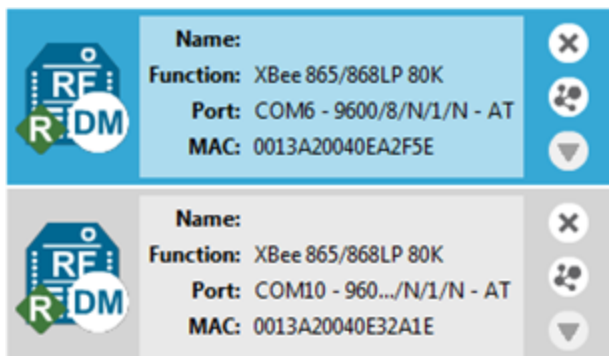 RF
R DM
Name:
Function: XBee 865/868LP 80K
Port: COM6 - 9600/8/N/1/N - AT
MAC: 0013A20040EA2F5E
RF
R DM
Name:
Function: XBee 865/868LP 80K
Port: COM10 - 960.../N/1/N - AT
MAC: 0013A20040E32A1E